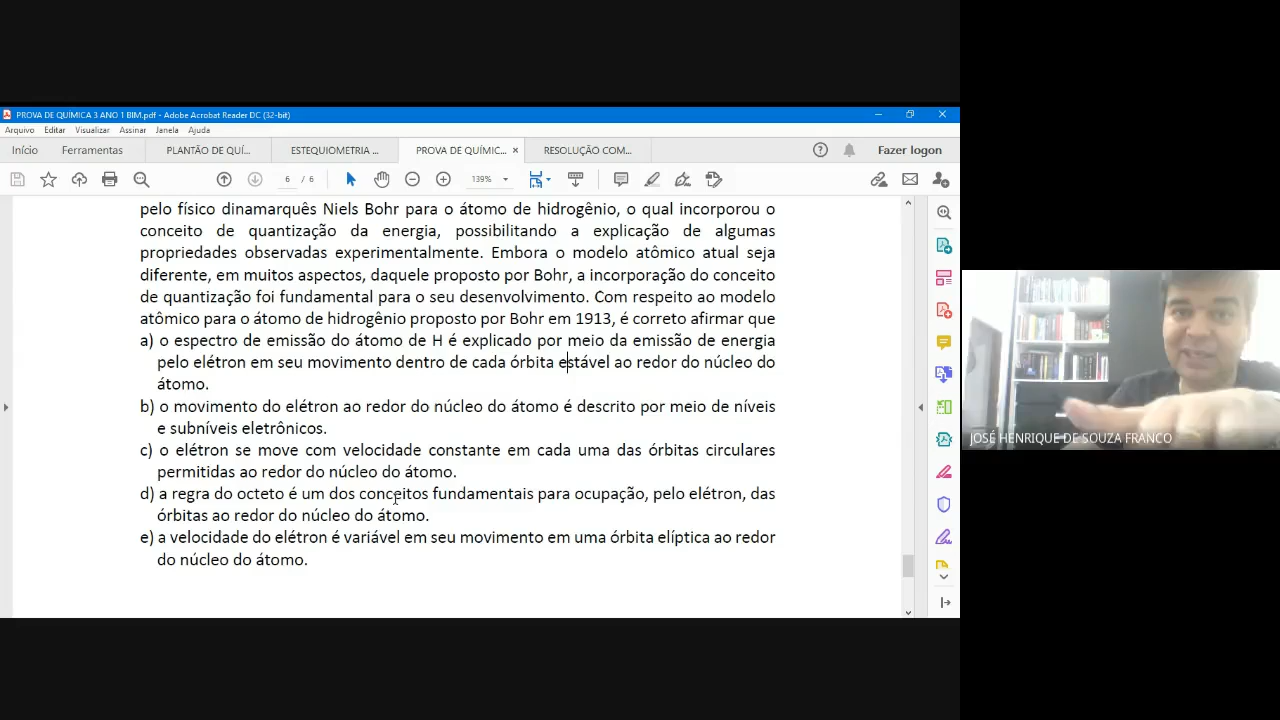 PROVA DE QUÍMICA 3 ANO 1 BIM.pdf - Adobe Acrobat Reader DC (32-bit)
Arquivo Editar Visualizar Assinar Janela Ajuda
Início Ferramentas PLANTÃO DE QUÍ... ESTEQUIOMETRIA ... PROVA DE QUÍMIC... × RESOLUÇÃO COM... Fazer logon
6 / 6 139%
pelo físico dinamarquês Niels Bohr para o átomo de hidrogênio, o qual incorporou o
conceito de quantização da energia, possibilitando a explicação de algumas
propriedades observadas experimentalmente. Embora o modelo atômico atual seja
diferente, em muitos aspectos, daquele proposto por Bohr, a incorporação do conceito
de quantização foi fundamental para o seu desenvolvimento. Com respeito ao modelo
atômico para o átomo de hidrogênio proposto por Bohr em 1913, é correto afirmar que
a) o espectro de emissão do átomo de H é explicado por meio da emissão de energia
pelo elétron em seu movimento dentro de cada órbita estável ao redor do núcleo do
átomo.
b) o movimento do elétron ao redor do núcleo do átomo é descrito por meio de níveis
e subníveis eletrônicos.
c) o elétron se move com velocidade constante em cada uma das órbitas circulares
permitidas ao redor do núcleo do átomo.
d) a regra do octeto é um dos conceitos fundamentais para ocupação, pelo elétron, das
órbitas ao redor do núcleo do átomo.
e) a velocidade do elétron é variável em seu movimento em uma órbita elíptica ao redor
do núcleo do átomo.
JOSÉ HENRIQUE DE SOUZA FRANCO